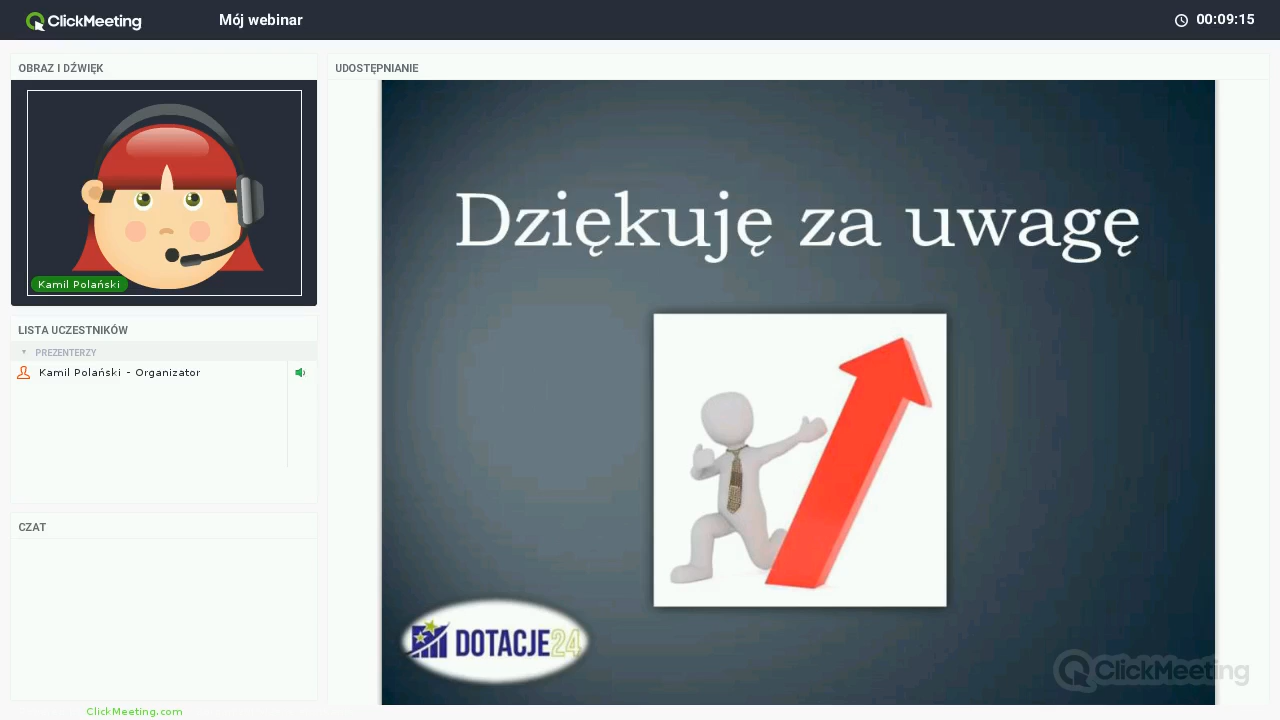 ClickMeeting
Mój webinar
00:09:15
OBRAZ I DŹWIĘK
Kamil Polański
LISTA UCZESTNIKÓW
PREZENTERZY
Kamil Polański - Organizator
CZAT
ClickMeeting.com
UDOSTĘPNIANIE
Dziękuję za uwagę
DOTACJE24
ClickMeeting